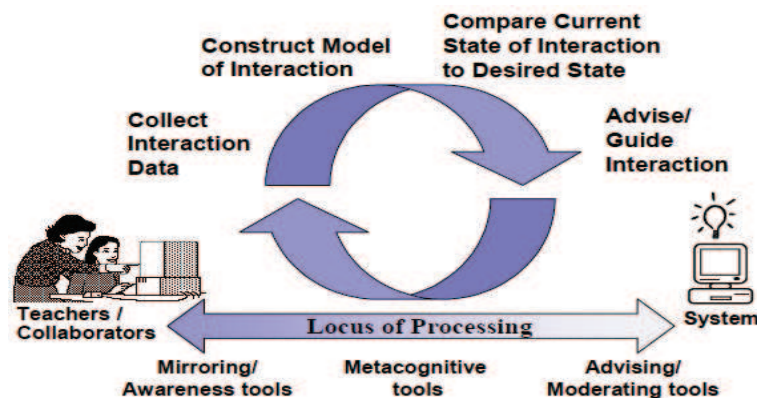 Construct Model
of Interaction
Compare Current
State of Interaction
to Desired State
Collect
Interaction
Data
Advise/
Guide
Interaction
Teachers /
Collaborators
Locus of Processing
System
Mirroring/
Awareness tools
Metacognitive
tools
Advising/
Moderating tools